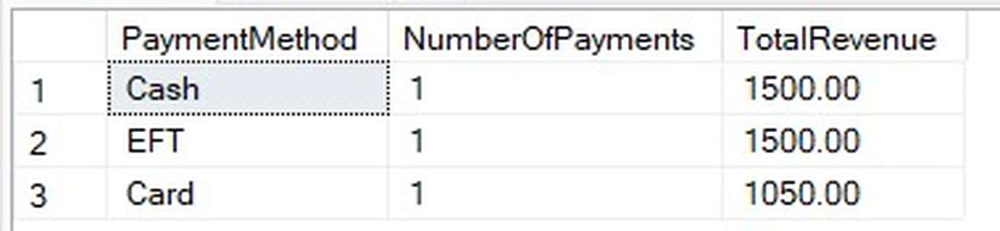 PaymentMethod NumberOfPayments TotalRevenue
1 Cash 1 1500.00
2 EFT 1 1500.00
3 Card 1 1050.00